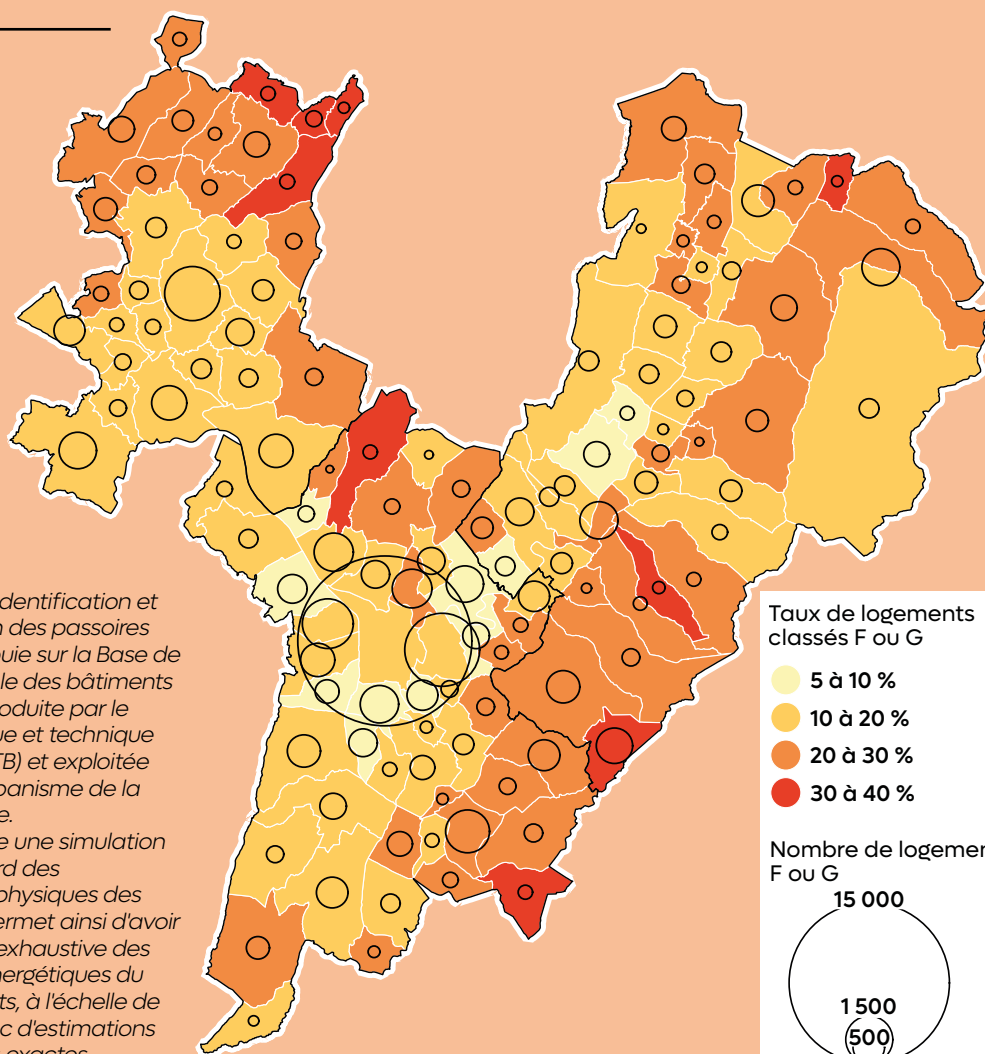 dentification et
des passoires
uie sur la Base de
le des bâtiments
oduite par le
ue et technique
TB) et exploitée
banisme de la
e.
e une simulation
rd des
physiques des
ermet ainsi d'avoir
exhaustive des
nergétiques du
ts, à l'échelle de
c d'estimations
exactes
Taux de logements
classés F ou G
5 à 10 %
10 à 20 %
20 à 30 %
30 à 40 %
Nombre de logemen
F ou G
15 000
1 500
500